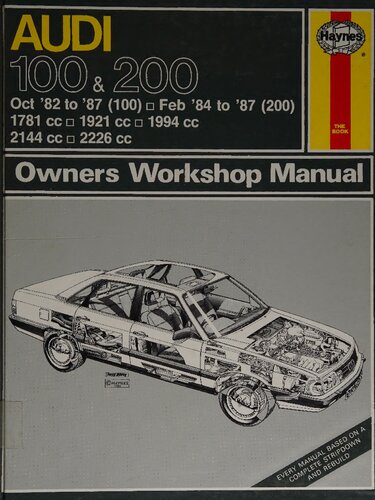 AUDI
100 & 200
Oct '82 to '87 (100) □ Feb '84 to '87 (200)
1781 cc □ 1921 cc □ 1994 cc
2144 cc □ 2226 cc
Haynes
®
THE
BOOK
Owners Workshop Manual
©HAYNES
EVERY MANUAL BASED ON A
COMPLETE STRIPDOWN
AND REBUILD